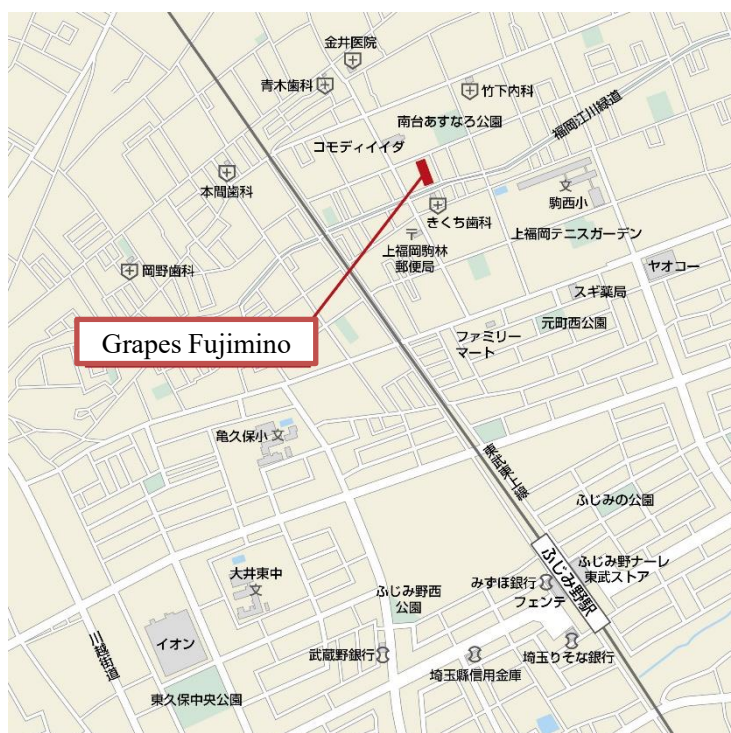 金井医院
青木歯科
竹下内科
南台あすなろ公園
福岡江川緑道
コモディイイダ
本間歯科
駒西小
文
きくち歯科
上福岡駒林
郵便局
上福岡テニスガーデン
岡野歯科
ヤオコー
スギ薬局
Grapes Fujimino
ファミリー
マート
元町西公園
亀久保小
文
東武東上線
ふじみの公園
大井東中
文
ふじみ野西
公園
みずほ銀行
フェンテ
ふじみ野駅
ふじみ野ナーレ
東武ストア
川越街道
イオン
武蔵野銀行
埼玉縣信用金庫
埼玉りそな銀行
東久保中央公園